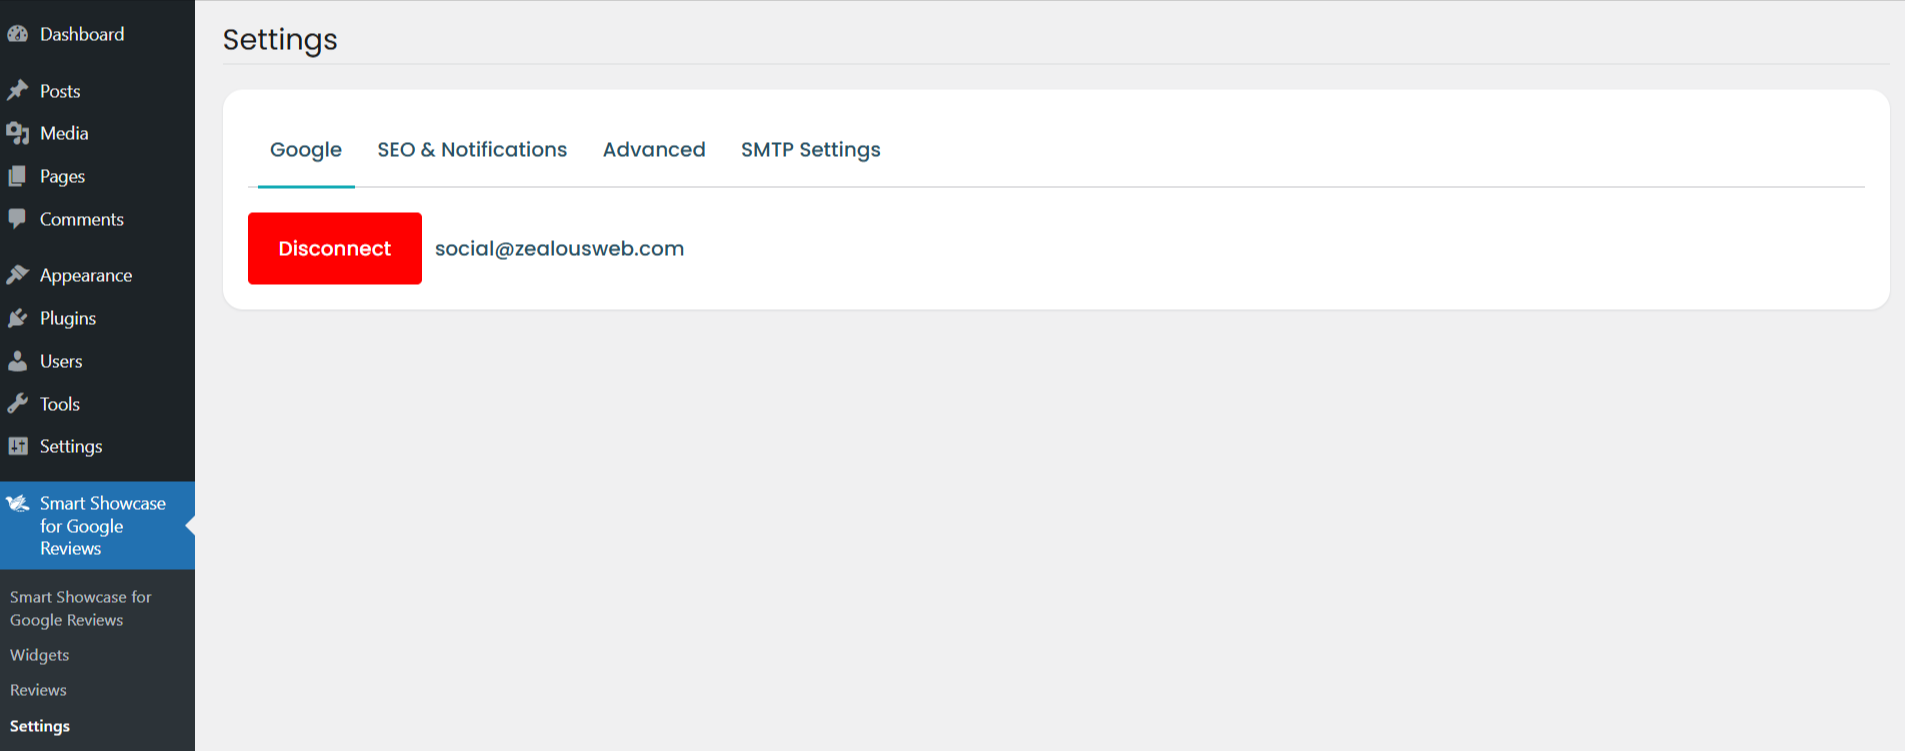 Dashboard
Posts
Media
Pages
Comments
Appearance
Plugins
Users
Tools
Settings
Smart Showcase
for Google
Reviews
Smart Showcase for
Google Reviews
Widgets
Reviews
Settings
Settings
Google SEO & Notifications Advanced SMTP Settings
Disconnect social@zealousweb.com